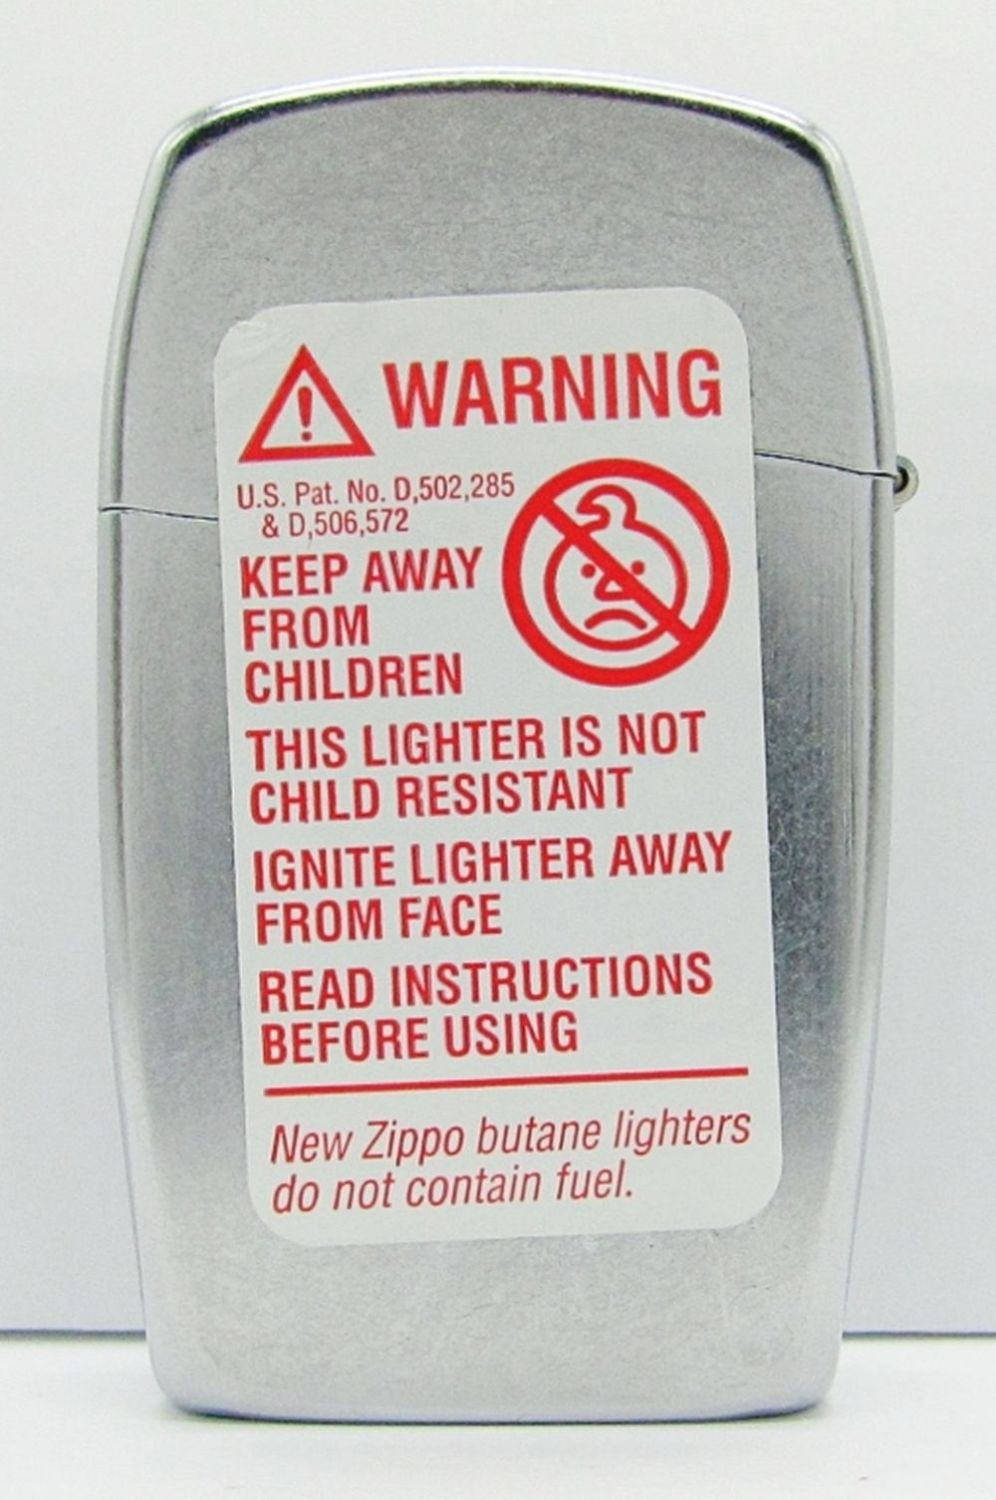 WARNING
U.S. Pat. No. D,502,285
& D,506,572
KEEP AWAY
FROM
CHILDREN
THIS LIGHTER IS NOT
CHILD RESISTANT
IGNITE LIGHTER AWAY
FROM FACE
READ INSTRUCTIONS
BEFORE USING
New Zippo butane lighters
do not contain fuel.